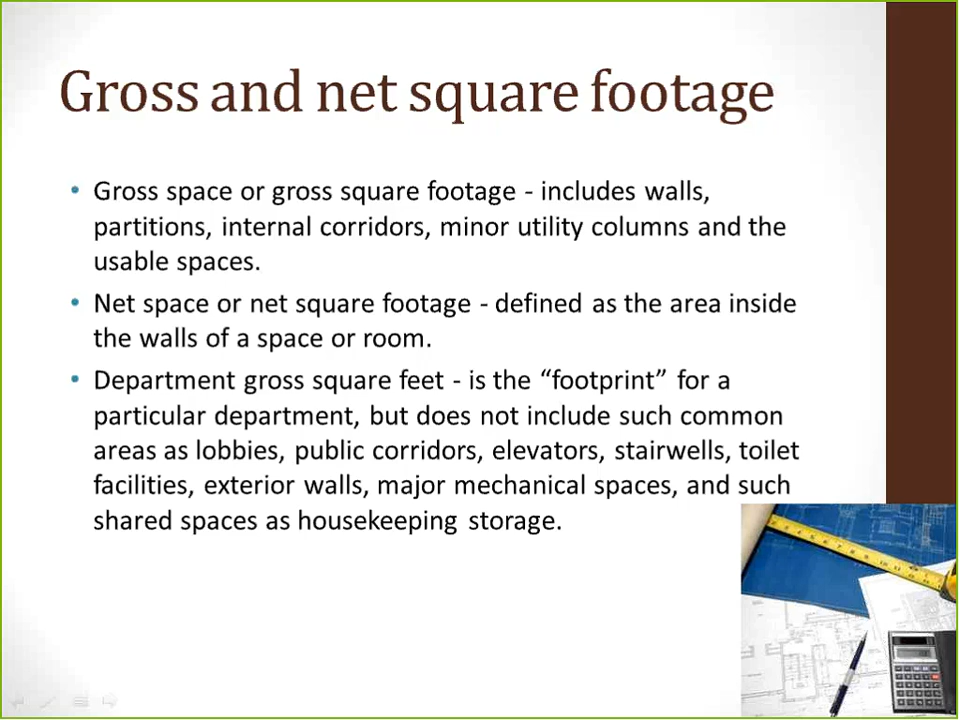 Gross and net square footage
• Gross space or gross square footage - includes walls,
partitions, internal corridors, minor utility columns and the
usable spaces.
• Net space or net square footage - defined as the area inside
the walls of a space or room.
• Department gross square feet - is the “footprint” for a
particular department, but does not include such common
areas as lobbies, public corridors, elevators, stairwells, toilet
facilities, exterior walls, major mechanical spaces, and such
shared spaces as housekeeping storage.